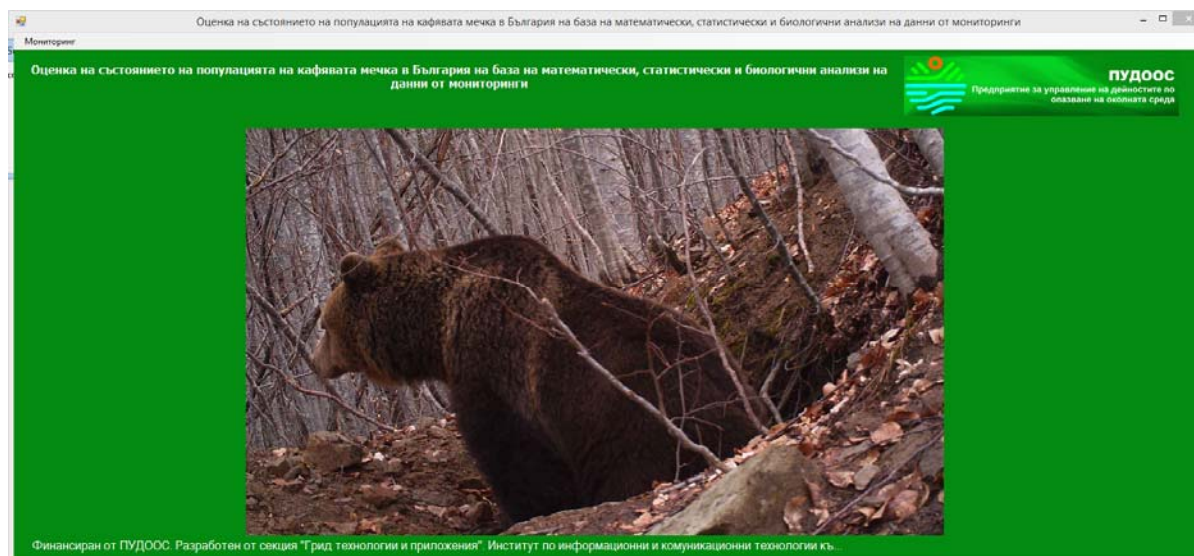 Оценка на състоянието на популацията на кафявата мечка в България на база на математически, статистически и биологични анализи на данни от мониторинги
Мониторинг
Оценка на състоянието на популацията на кафявата мечка в България на база на математически, статистически и биологични анализи на
данни от мониторинги
ПУДООС
Предприятие за управление на дейностите по
опазване на околната среда
Финансиран от ПУДООС. Разработен от секция "Грид технологии и приложения". Институт по информационни и комуникационни технологии къ...